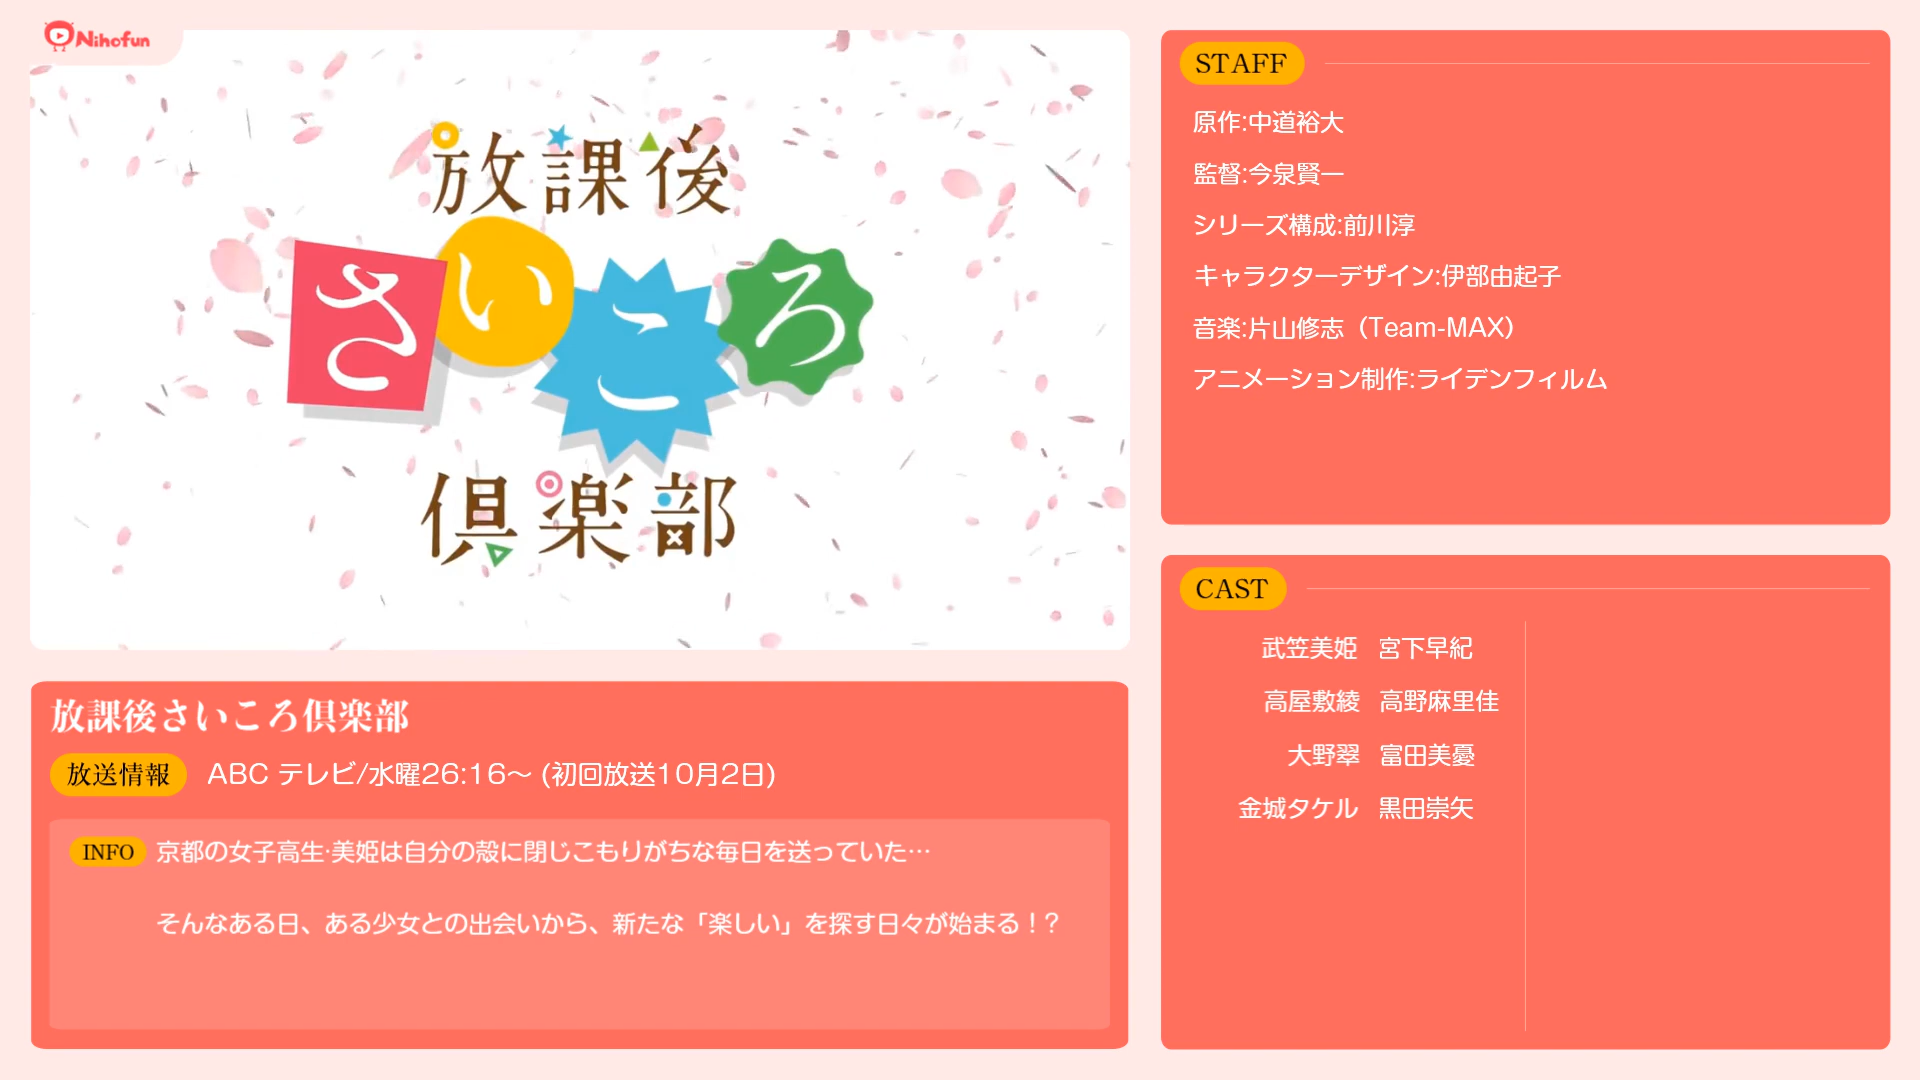 Nihofun
放課後
さいころ
倶楽部
放課後さいころ倶楽部
放送情報 ABC テレビ/水曜26:16〜 (初回放送10月2日)
INFO 京都の女子高生·美姫は自分の殻に閉じこもりがちな毎日を送っていた…
そんなある日、ある少女との出会いから、新たな「楽しい」を探す日々が始まる！？
STAFF
原作:中道裕大
監督:今泉賢一
シリーズ構成:前川淳
キャラクターデザイン:伊部由起子
音楽:片山修志（Team-MAX）
アニメーション制作:ライデンフィルム
CAST
武笠美姫 宮下早紀
高屋敷綾 高野麻里佳
大野翠 富田美憂
金城タケル 黒田崇矢